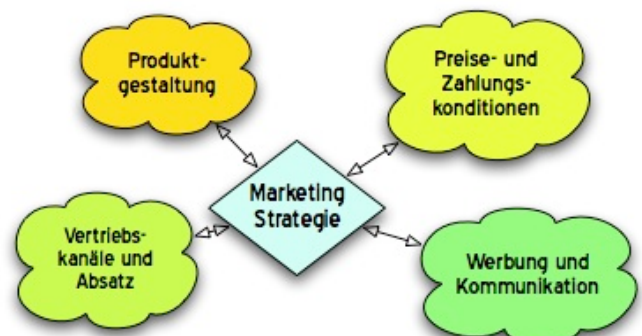 Produkt-
gestaltung
Preise- und
Zahlungs-
konditionen
Marketing
Strategie
Vertriebs-
kanäle und
Absatz
Werbung und
Kommunikation